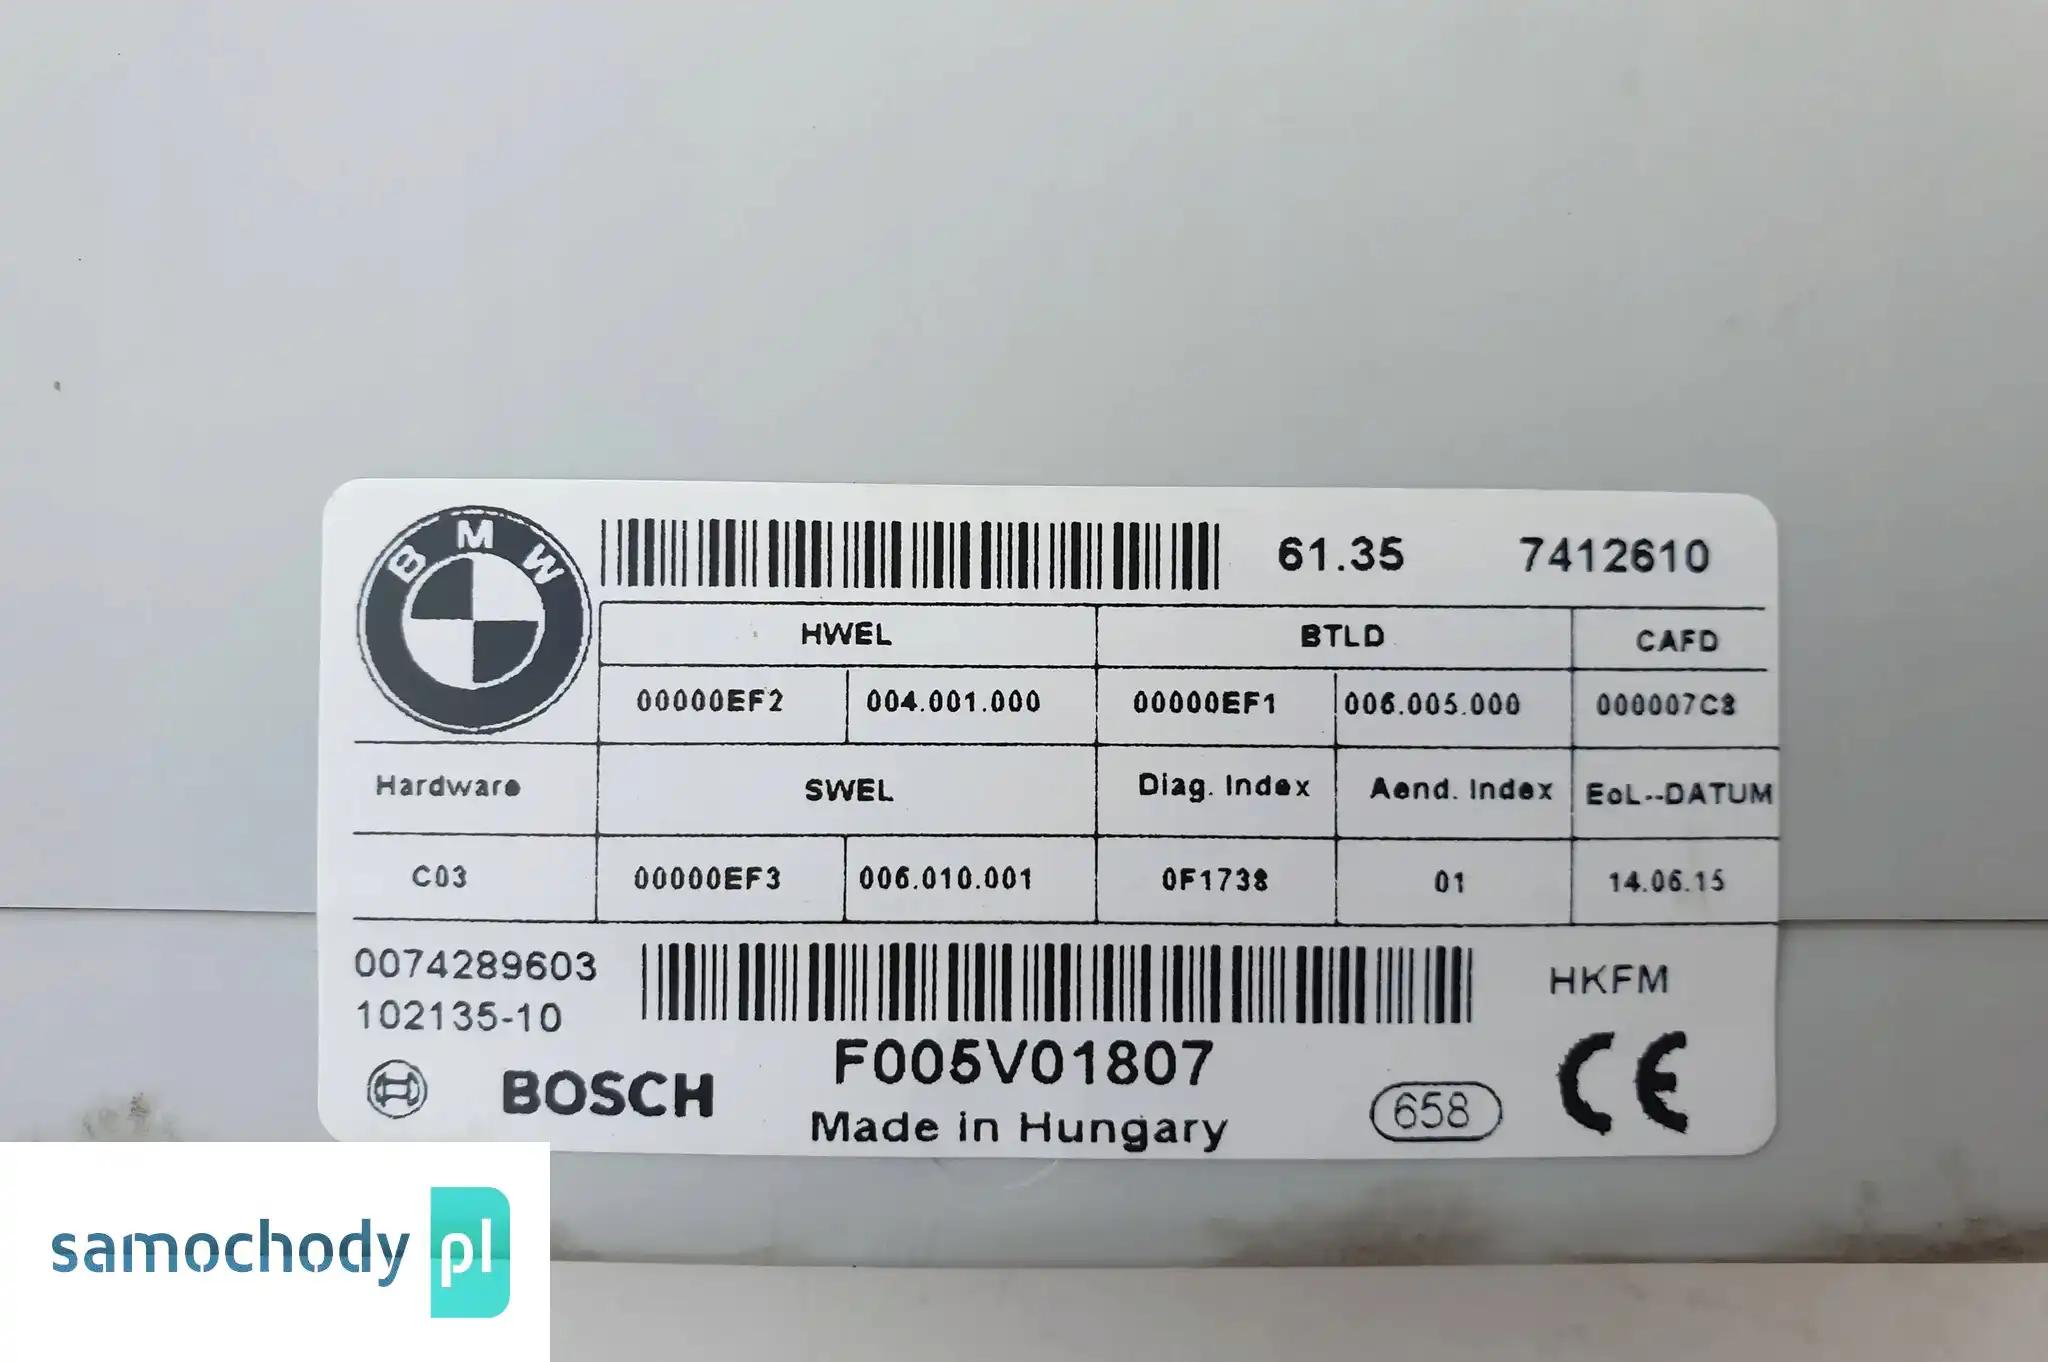 BMW
61.35 7412610
HWEL BTLD CAFD
00000EF2 004.001.000 00000EF1 006.005.000 000007C8
Hardware SWEL Diag. Index Aend. Index EoL--DATUM
C03 00000EF3 006.010.001 0F1738 01 14.06.15
0074289603 HKFM
102135-10
F005V01807
BOSCH Made in Hungary 658 CE
samochody pl